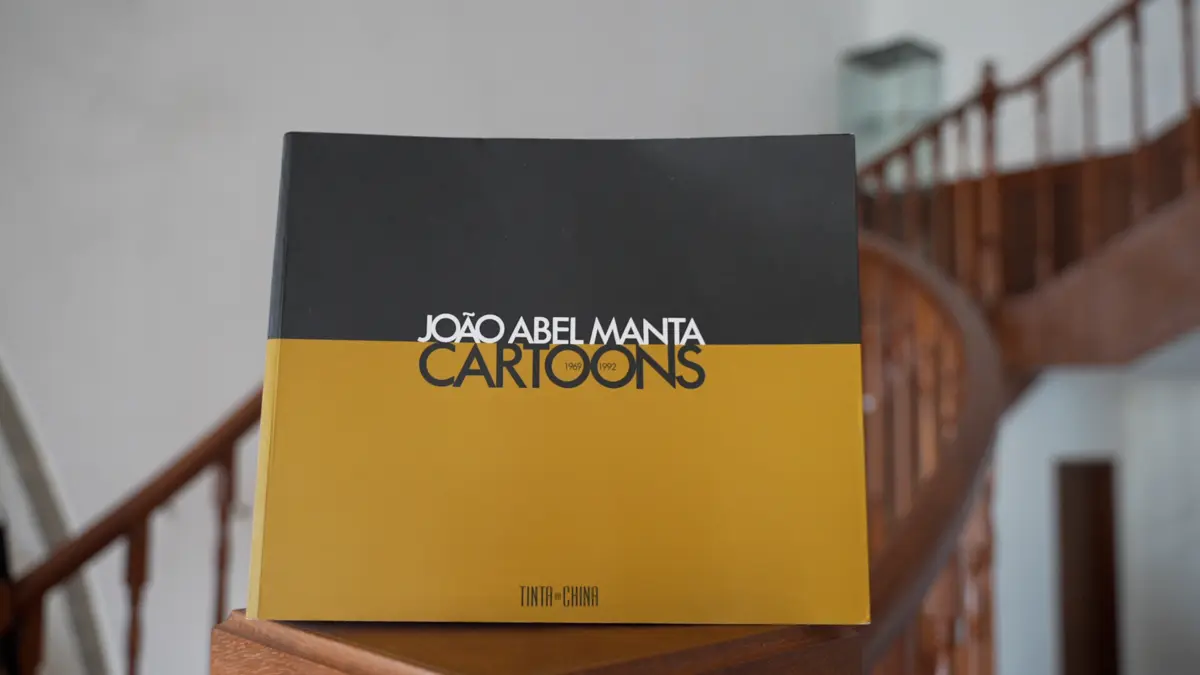 JOÃO ABEL MANTA
CARTOONS
1969 1992
TINTA DA CHINA